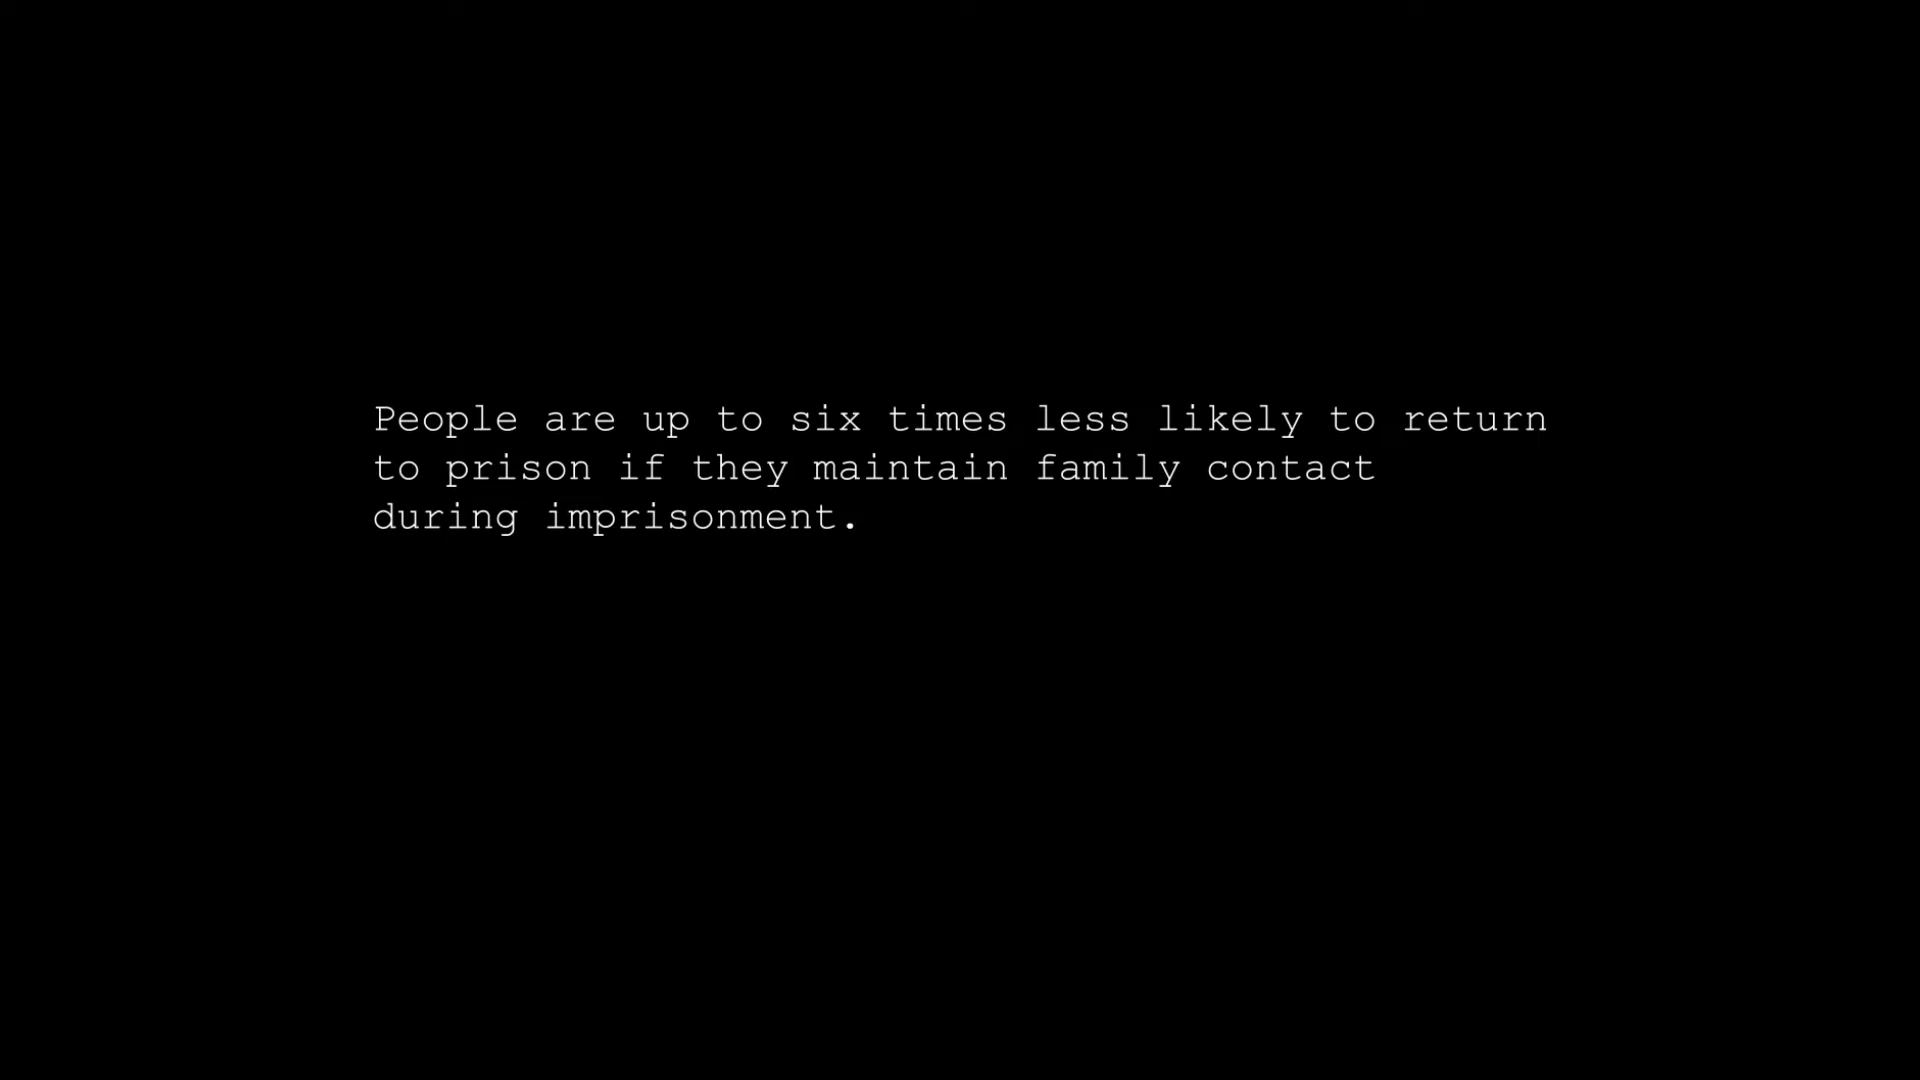 People are up to six times less likely to return
to prison if they maintain family contact
during imprisonment.